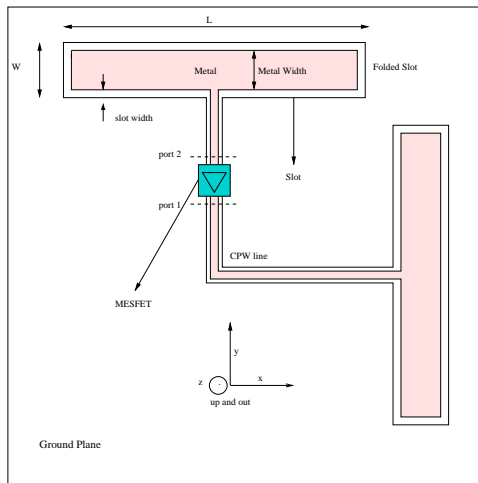 L
W
Metal
Metal Width
Folded Slot
slot width
port 2
Slot
port 1
CPW line
MESFET
y
z
x
up and out
Ground Plane